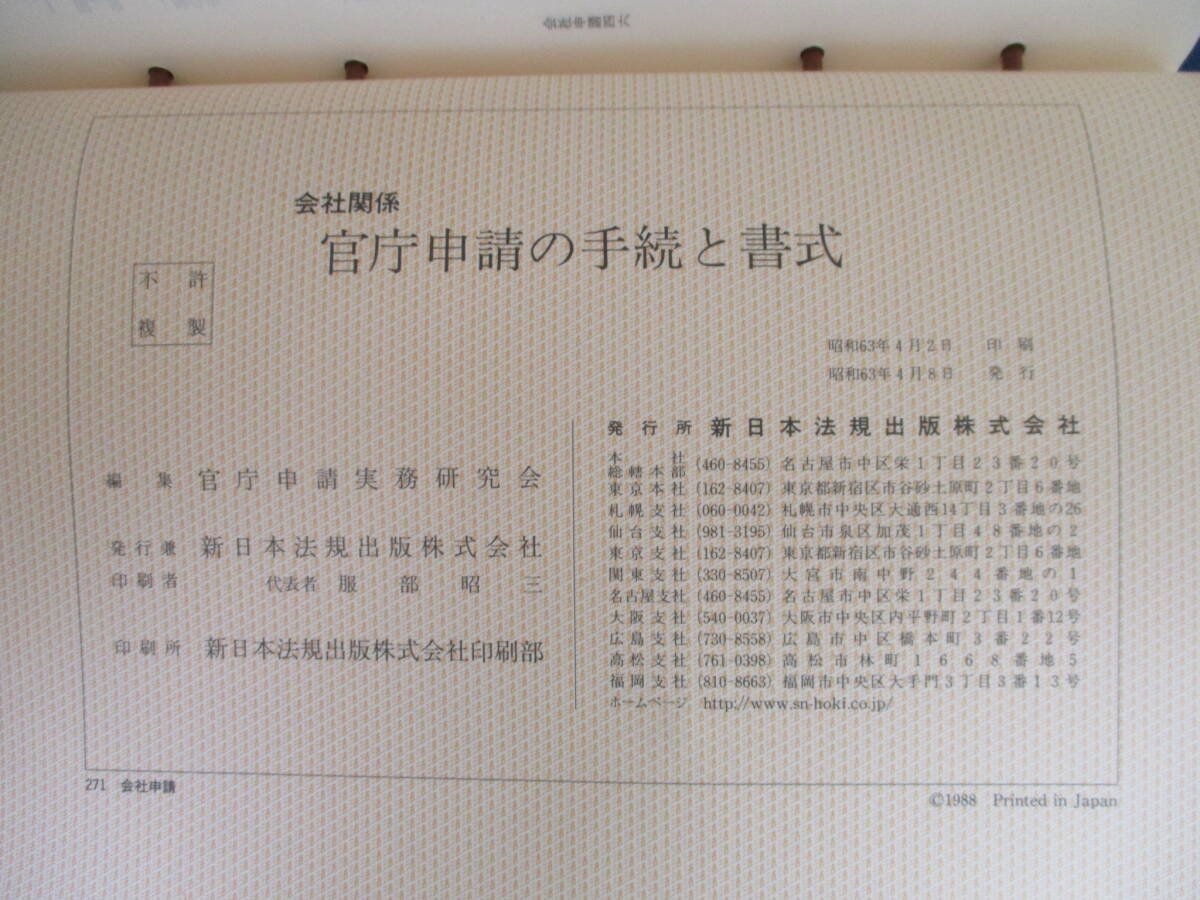 会社関係
官庁申請の手続と書式
不許
複製
昭和63年4月2日 印刷
昭和63年4月8日 発行
編集 官庁申請実務研究会
発行兼印刷者 新日本法規出版株式会社
代表者 服部昭三
印刷所 新日本法規出版株式会社印刷部
発行所 新日本法規出版株式会社
本社総轄本部 (460-8455) 名古屋市中区栄1丁目23番20号
東京本社 (162-8407) 東京都新宿区市谷砂土原町2丁目6番地
札幌支社 (060-0042) 札幌市中央区大通西14丁目3番地の26
仙台支社 (981-3195) 仙台市泉区加茂1丁目48番地の2
東京支社 (162-8407) 東京都新宿区市谷砂土原町2丁目6番地
関東支社 (330-8507) 大宮市南中野244番地の1
名古屋支社 (460-8455) 名古屋市中区栄1丁目23番20号
大阪支社 (540-0037) 大阪市中央区内平野町2丁目1番12号
広島支社 (730-8558) 広島市中区橋本町3番22号
高松支社 (761-0398) 高松市林町1668番地5
福岡支社 (810-8663) 福岡市中央区大手門3丁目3番13号
ホームページ http://www.sn-hoki.co.jp/
271 会社申請
©1988 Printed in Japan